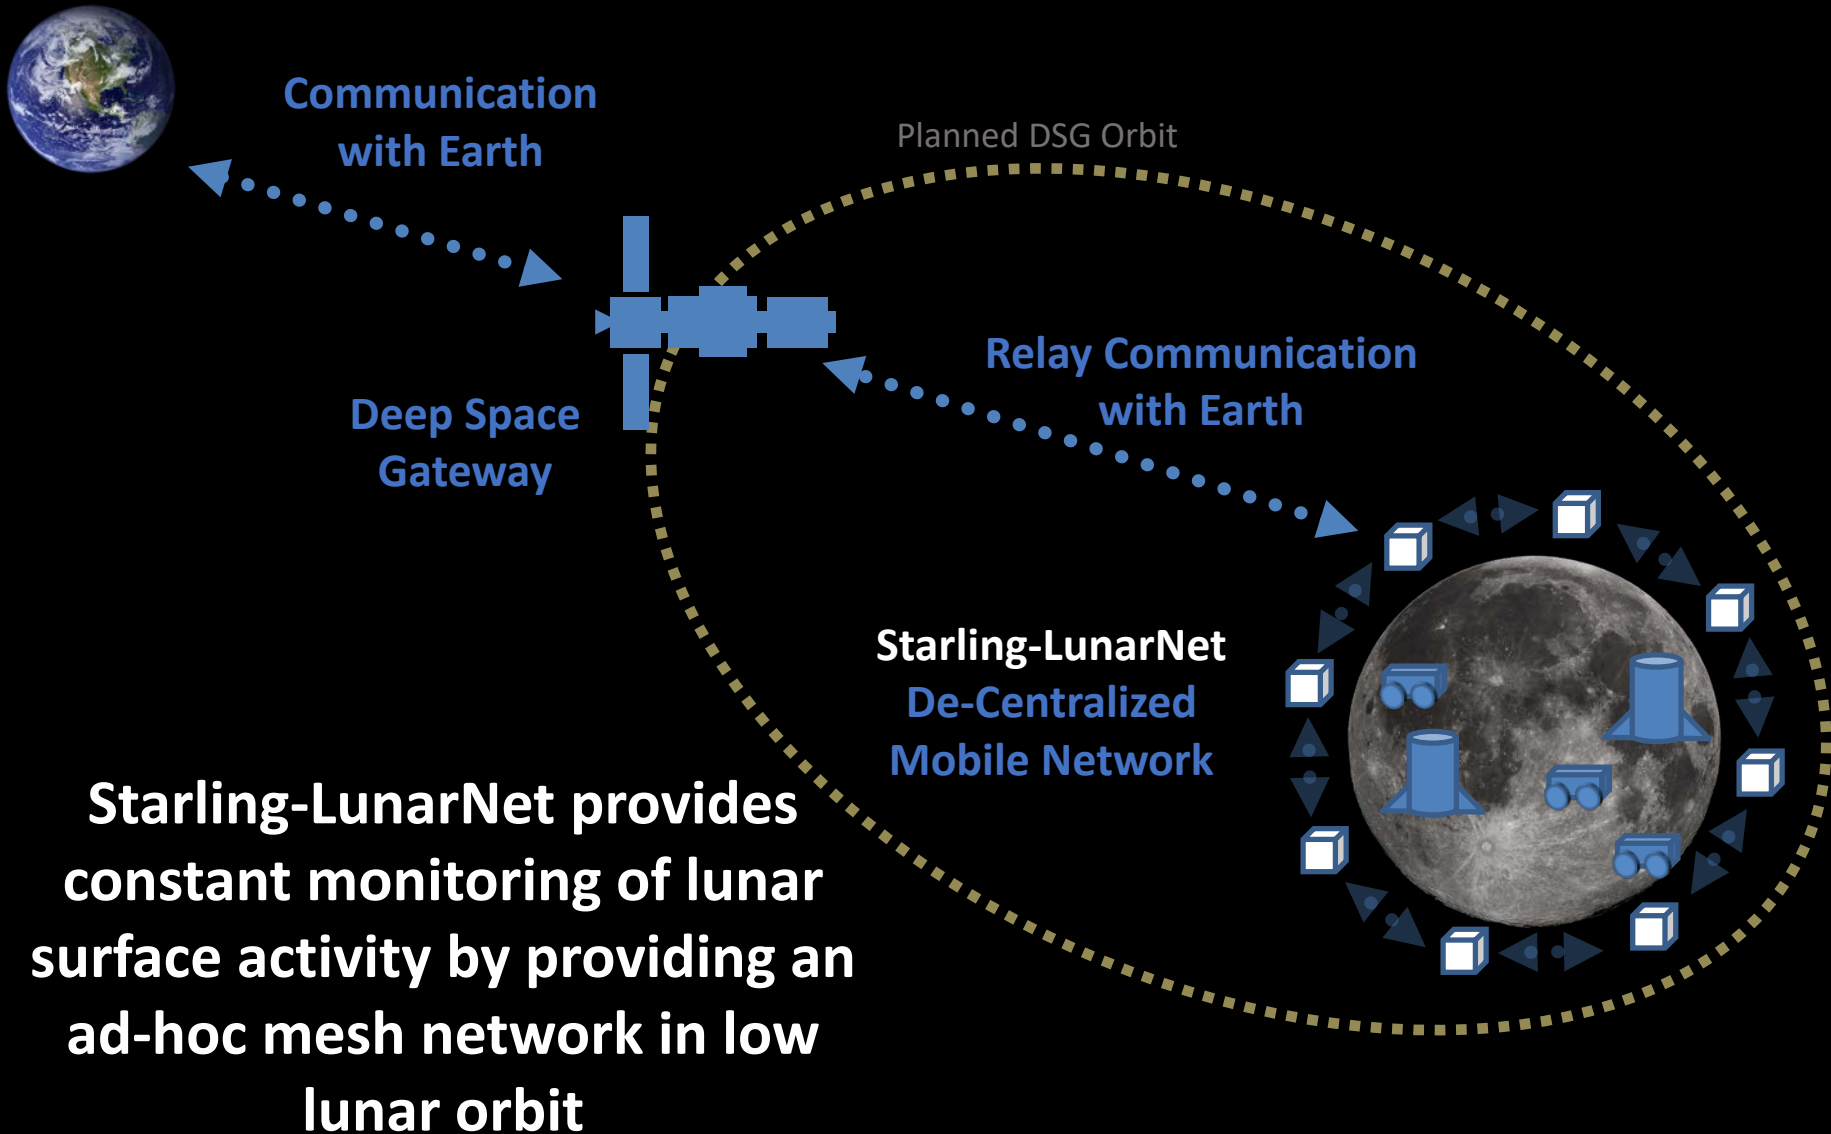 Communication
with Earth
Planned DSG Orbit
Relay Communication
with Earth
Deep Space
Gateway
Starling-LunarNet
De-Centralized
Mobile Network
Starling-LunarNet provides
constant monitoring of lunar
surface activity by providing an
ad-hoc mesh network in low
lunar orbit